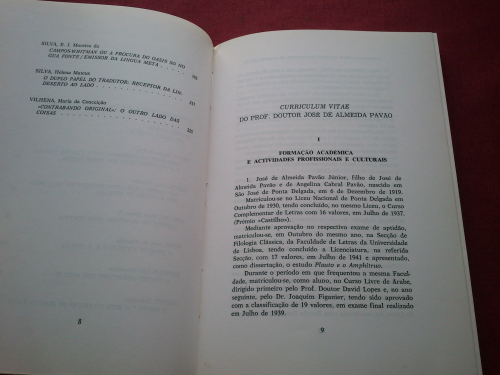 SILVA, E. J. Moreira da
CAMPOS-WHITMAN OU A PROCURA DO OASIS NO
GUA FONTE/EMISSOR DA LINGUA META
SILVA, Helena Mateus
O DUPLO PAPEL DO TRADUTOR: RECEPTOR DA
DESERTO AO LADO
VILHENA, Maria da Conceição
«CONTRABANDO ORIGINAL»: O OUTRO LADO DAS
COISAS
8
CURRICULUM VITAE
DO PROF. DOUTOR JOSÉ DE ALMEIDA PAVÃO
I
FORMAÇÃO ACADÉMICA
E ACTIVIDADES PROFISSIONAIS E CULTURAIS
1. José de Almeida Pavão Júnior, filho de José de
Almeida Pavão e de Angelina Cabral Pavão, nascido em
São José de Ponta Delgada, em 6 de Dezembro de 1919.
Matriculou-se no Liceu Nacional de Ponta Delgada em
Outubro de 1930, tendo concluído, no mesmo Liceu, o Curso
Complementar de Letras com 16 valores, em Julho de 1937.
(Prémio «Castilho»).
Mediante aprovação no respectivo exame de aptidão,
matriculou-se, em Outubro do mesmo ano, na Secção de
Filologia Clássica, da Faculdade de Letras da Universidade
de Lisboa, tendo concluído a Licenciatura, na referida
Secção, com 17 valores, em Julho de 1941 e apresentado,
como dissertação, o estudo Plauto e o Amphitruo.
Durante o período em que frequentou a mesma Facul-
dade, matriculou-se, como aluno, no Curso Livre de Árabe,
dirigido primeiro pelo Prof. Doutor David Lopes e, no ano
seguinte, pelo Dr. Joaquim Figanier, tendo sido aprovado
com a classificação de 19 valores, em exame final realizado
em Julho de 1939.
9